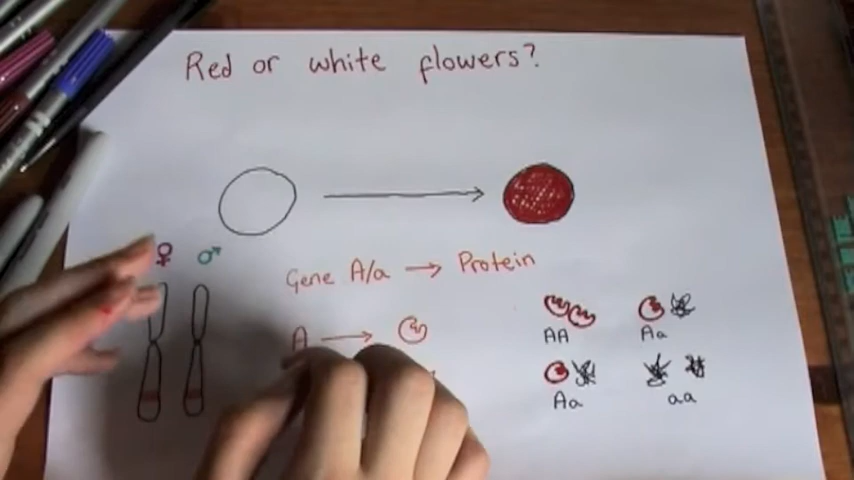 Red or white flowers?
♀ ♂
Gene A/a → Protein
A →
AA Aa
Aa aa